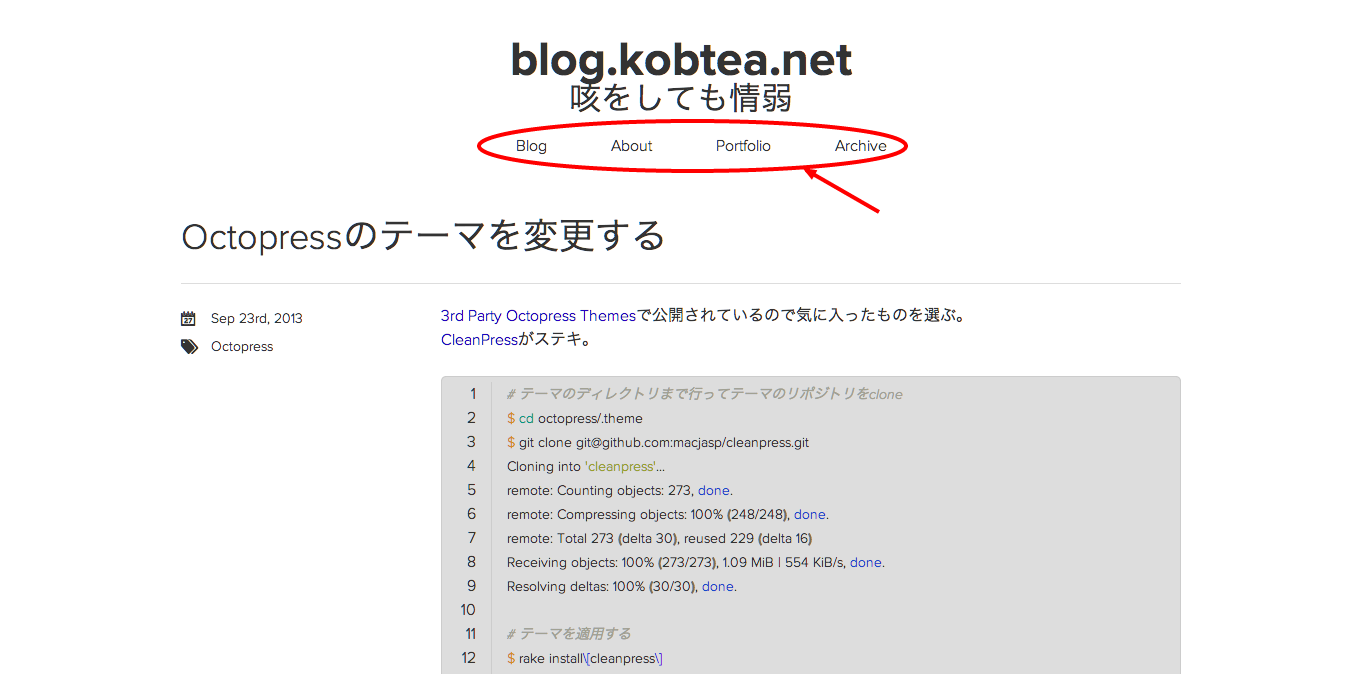 blog.kobtea.net
咳をしても情弱
Blog About Portfolio Archive
Octopressのテーマを変更する
Sep 23rd, 2013
Octopress
3rd Party Octopress Themesで公開されているので気に入ったものを選ぶ。
CleanPressがステキ。
1 # テーマのディレクトリまで行ってテーマのリポジトリをclone
2 $ cd octopress/.theme
3 $ git clone git@github.com:macjasp/cleanpress.git
4 Cloning into 'cleanpress'...
5 remote: Counting objects: 273, done.
6 remote: Compressing objects: 100% (248/248), done.
7 remote: Total 273 (delta 30), reused 229 (delta 16)
8 Receiving objects: 100% (273/273), 1.09 MiB | 554 KiB/s, done.
9 Resolving deltas: 100% (30/30), done.
10
11 # テーマを適用する
12 $ rake install\[cleanpress\]
27